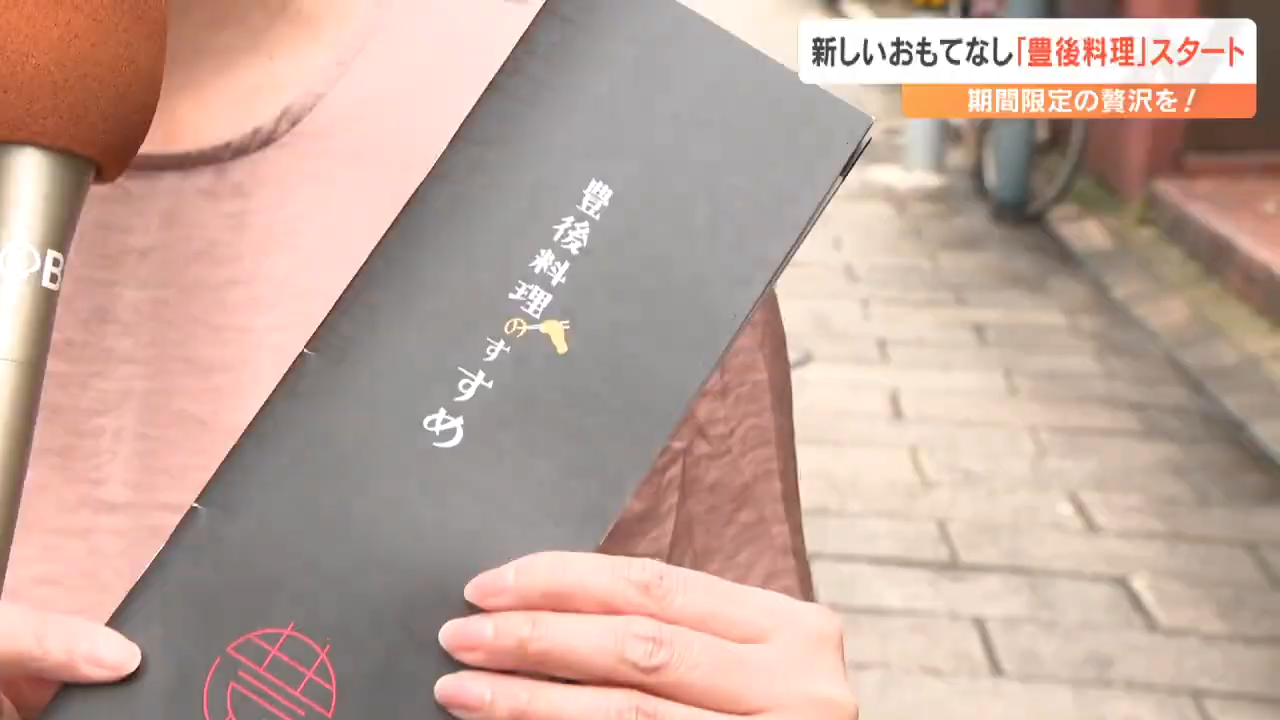 新しいおもてなし「豊後料理」スタート
期間限定の贅沢を！
豊後料理のすすめ